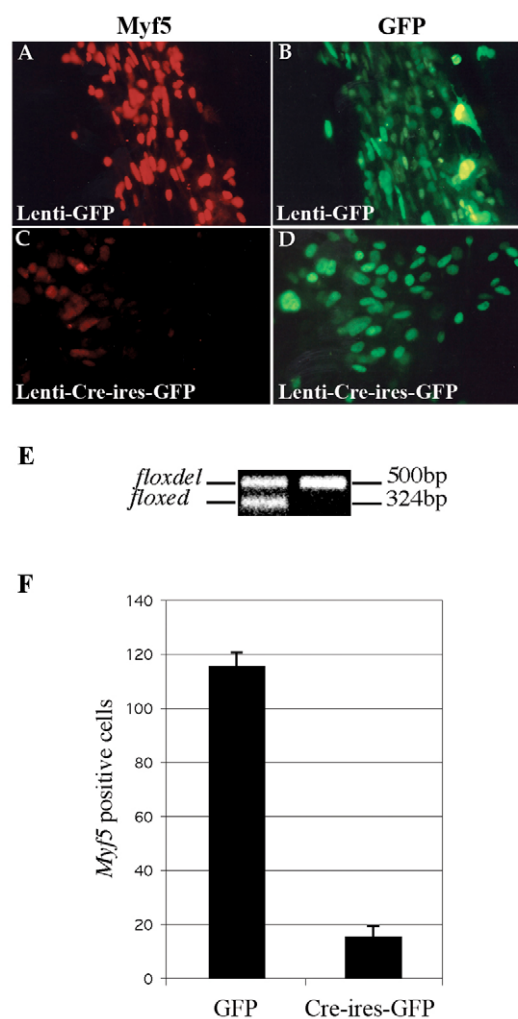 Myf5 GFP
A B
Lenti-GFP Lenti-GFP
C D
Lenti-Cre-ires-GFP Lenti-Cre-ires-GFP
E
floxdel 500bp
floxed 324bp
F
140
120
100
80
60
40
20
0
Myf5 positive cells
GFP Cre-ires-GFP